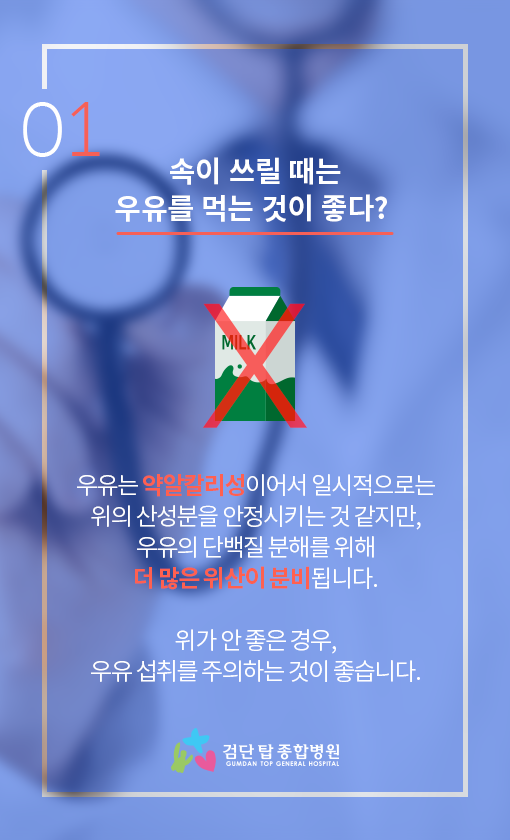 01
속이 쓰릴 때는
우유를 먹는 것이 좋다?
MILK
우유는 약알칼리성이어서 일시적으로는
위의 산성분을 안정시키는 것 같지만,
우유의 단백질 분해를 위해
더 많은 위산이 분비됩니다.
위가 안 좋은 경우,
우유 섭취를 주의하는 것이 좋습니다.
검단 탑 종합병원
GUMDAN TOP GENERAL HOSPITAL